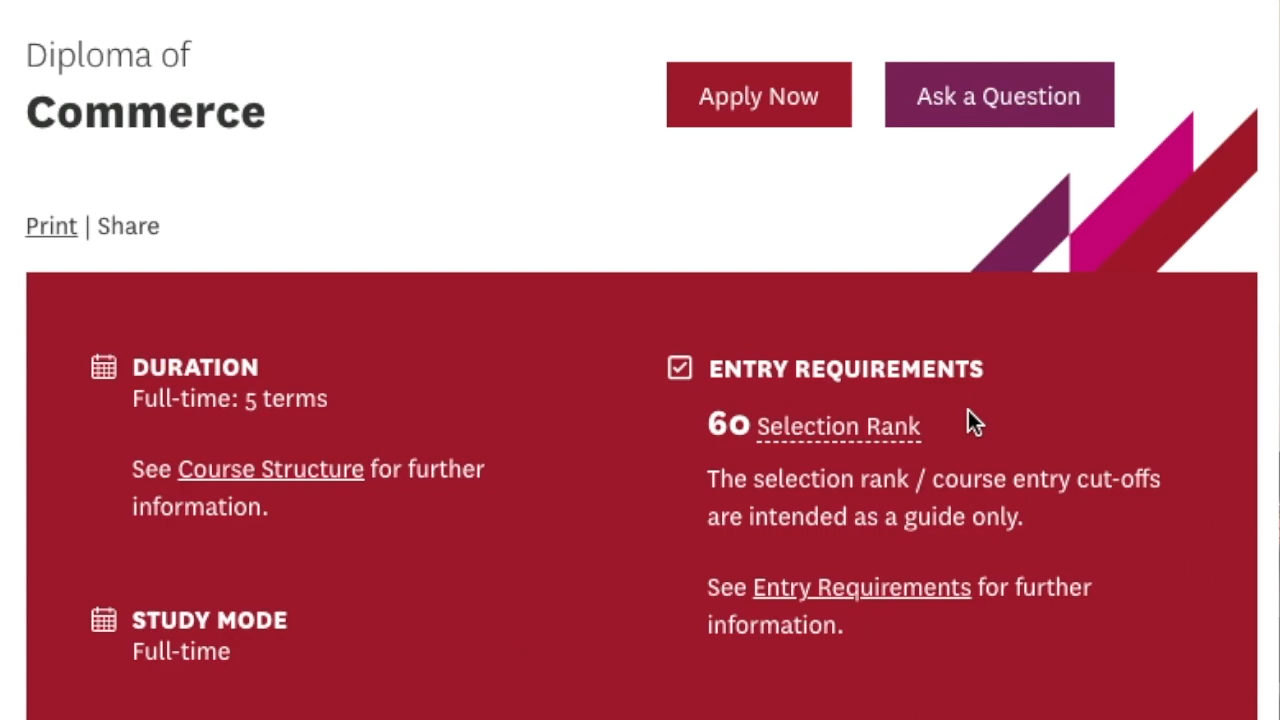 Diploma of
Commerce
Apply Now
Ask a Question
Print | Share
DURATION
Full-time: 5 terms
See Course Structure for further
information.
STUDY MODE
Full-time
ENTRY REQUIREMENTS
60 Selection Rank
The selection rank / course entry cut-offs
are intended as a guide only.
See Entry Requirements for further
information.